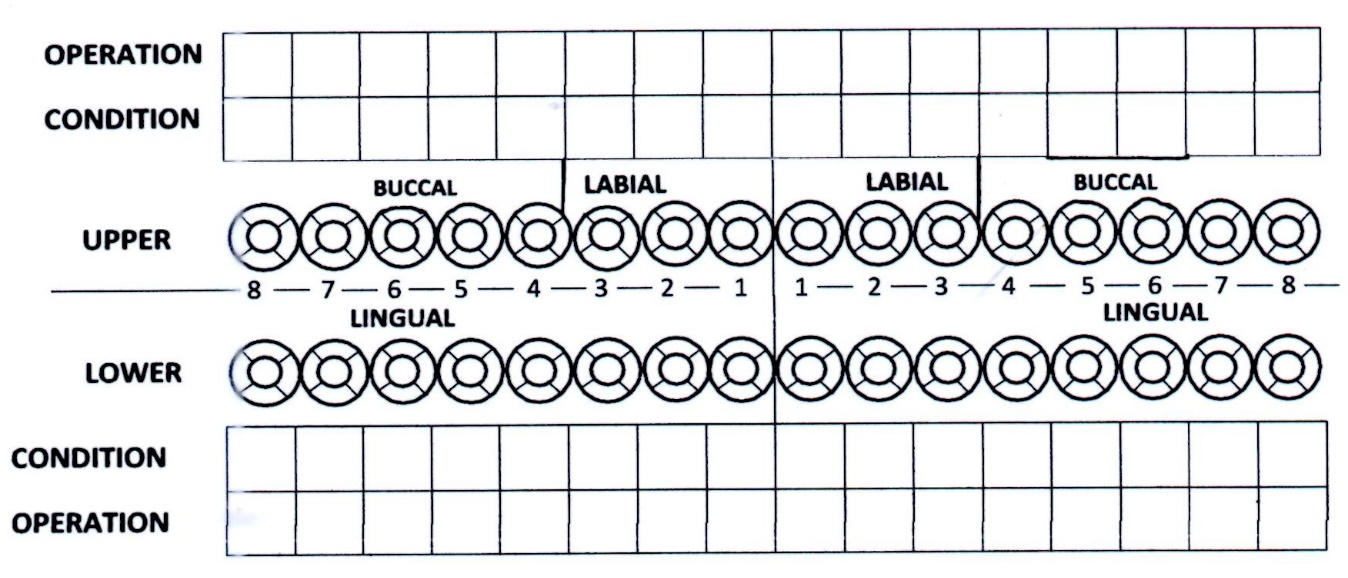 OPERATION
CONDITION
BUCCAL LABIAL LABIAL BUCCAL
UPPER
8 — 7 — 6 — 5 — 4 — 3 — 2 — 1 1 — 2 — 3 — 4 — 5 — 6 — 7 — 8 —
LINGUAL LINGUAL
LOWER
CONDITION
OPERATION